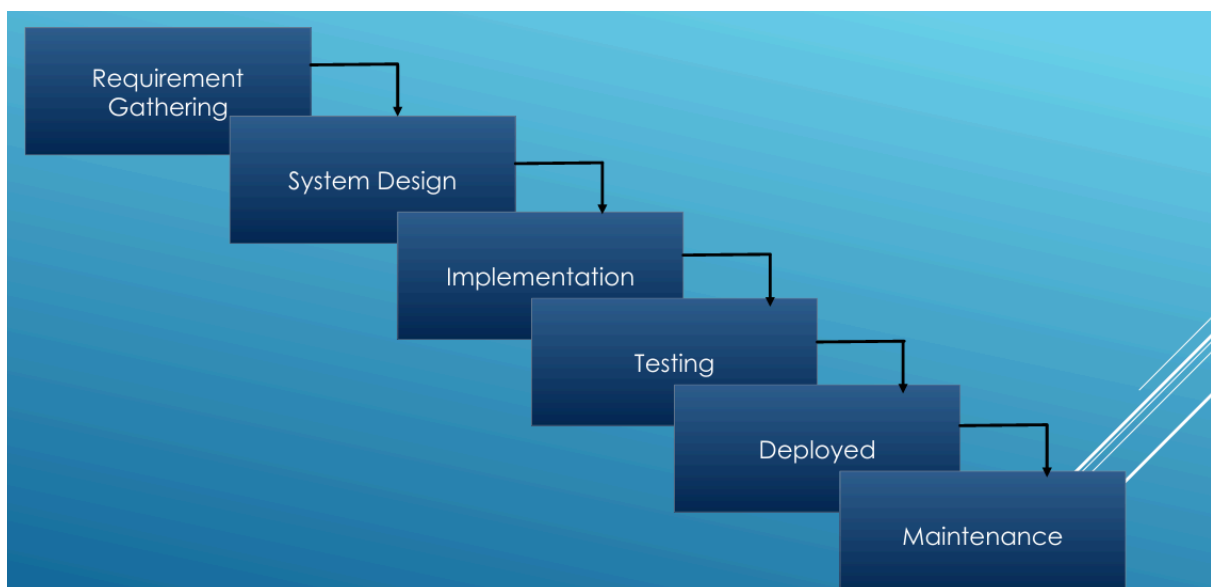 Requirement
Gathering
System Design
Implementation
Testing
Deployed
Maintenance